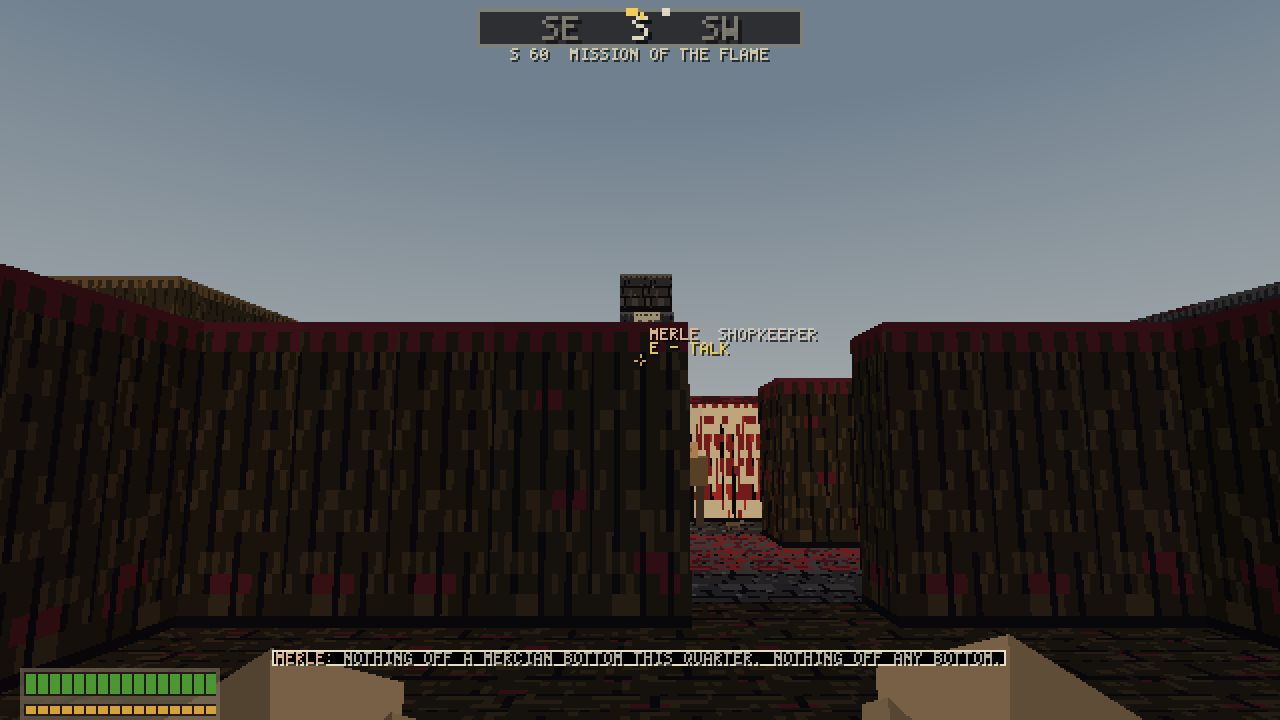 SE S SW
S 60 MISSION OF THE FLAME
MERLE SHOPKEEPER
E - TALK
MERLE: NOTHING OFF A MERCIAN BOTTOM THIS QUARTER. NOTHING OFF ANY BOTTOM.